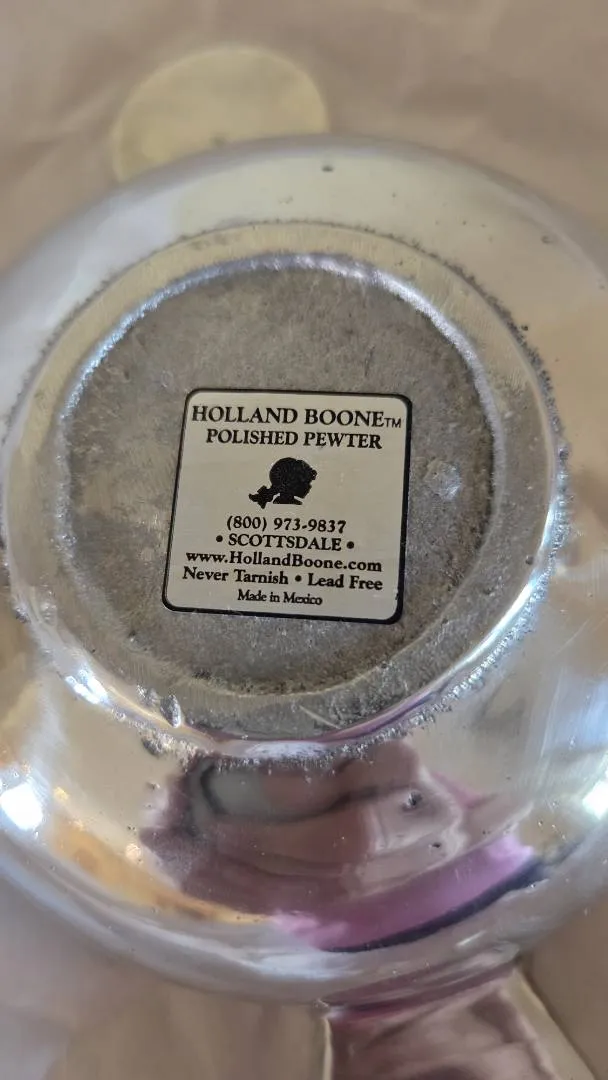 HOLLAND BOONE™
POLISHED PEWTER
(800) 973-9837
• SCOTTSDALE •
www.HollandBoone.com
Never Tarnish • Lead Free
Made in Mexico